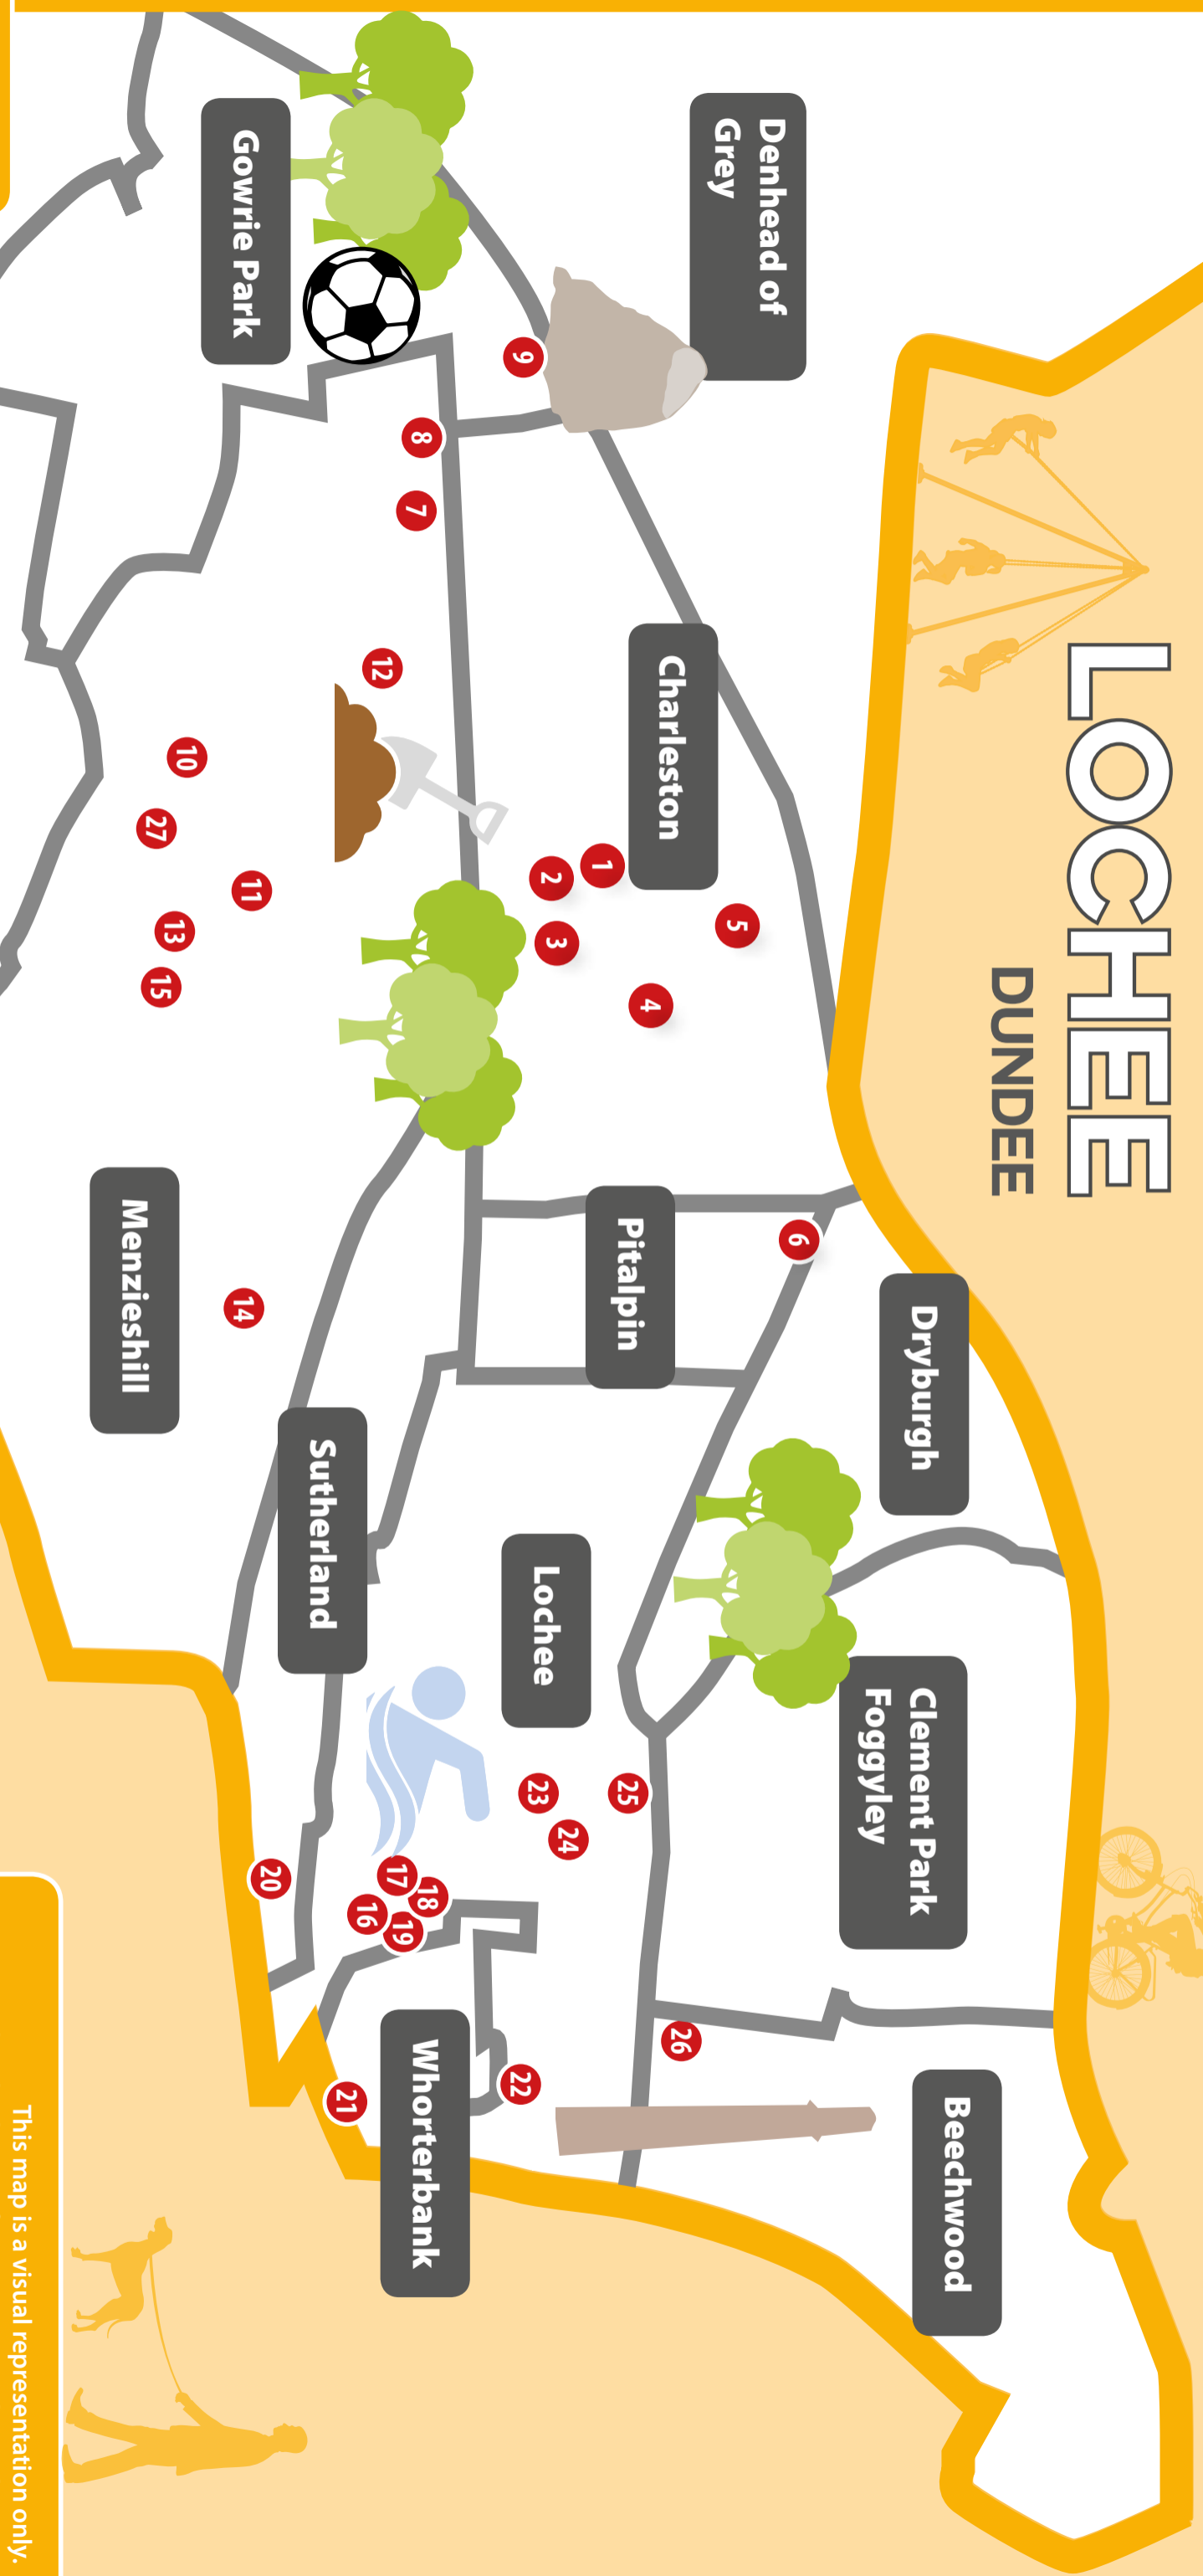 LOCHEE
DUNDEE
Denhead of
Grey
Gowrie Park
Charleston
Dryburgh
Pitalpin
Clement Park
Foggyley
Beechwood
Lochee
Sutherland
Menzieshill
Whorterbank
9
8
7
12
10
27
11
13
15
1
2
3
4
5
6
14
25
23
24
17
18
16
19
20
26
22
21
This map is a visual representation only.